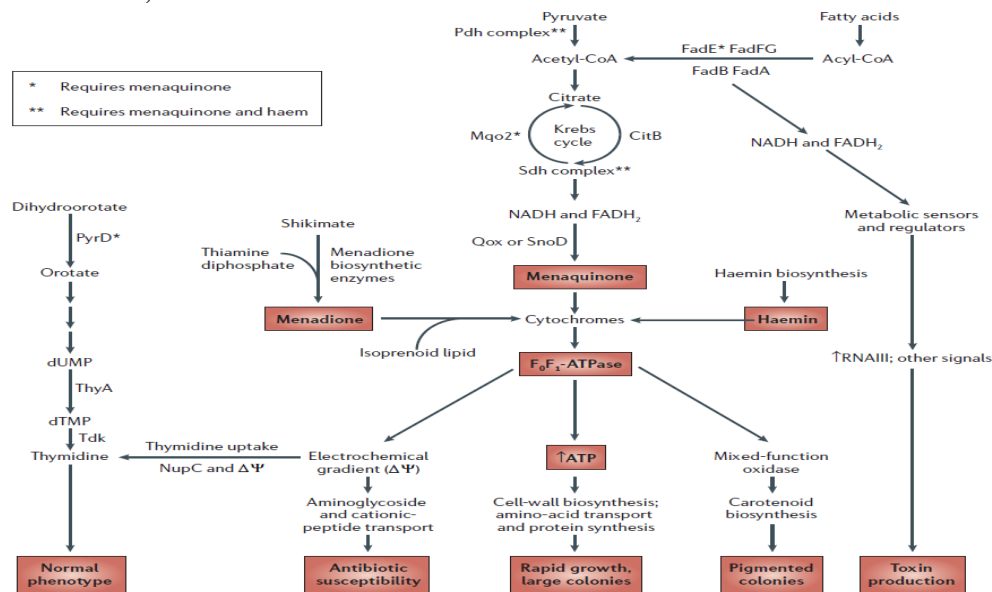 Pyruvate
Fatty acids
Pdh complex**
FadE* FadFG
Acetyl-CoA
Acyl-CoA
FadB FadA
* Requires menaquinone
** Requires menaquinone and haem
Citrate
Mqo2*
Krebs
cycle
CitB
NADH and FADH₂
Sdh complex**
Dihydroorotate
Shikimate
NADH and FADH₂
Metabolic sensors
and regulators
PyrD*
Qox or SnoD
Thiamine
diphosphate
Menadione
biosynthetic
enzymes
Orotate
Menaquinone
Haemin biosynthesis
Menadione
Cytochromes
Haemin
Isoprenoid lipid
dUMP
F₀F₁-ATPase
↑RNAIII; other signals
ThyA
dTMP
Tdk
Thymidine uptake
Thymidine
NupC and ΔΨ
Electrochemical
gradient (ΔΨ)
↑ATP
Mixed-function
oxidase
Aminoglycoside
and cationic-
peptide transport
Cell-wall biosynthesis;
amino-acid transport
and protein synthesis
Carotenoid
biosynthesis
Normal
phenotype
Antibiotic
susceptibility
Rapid growth,
large colonies
Pigmented
colonies
Toxin
production